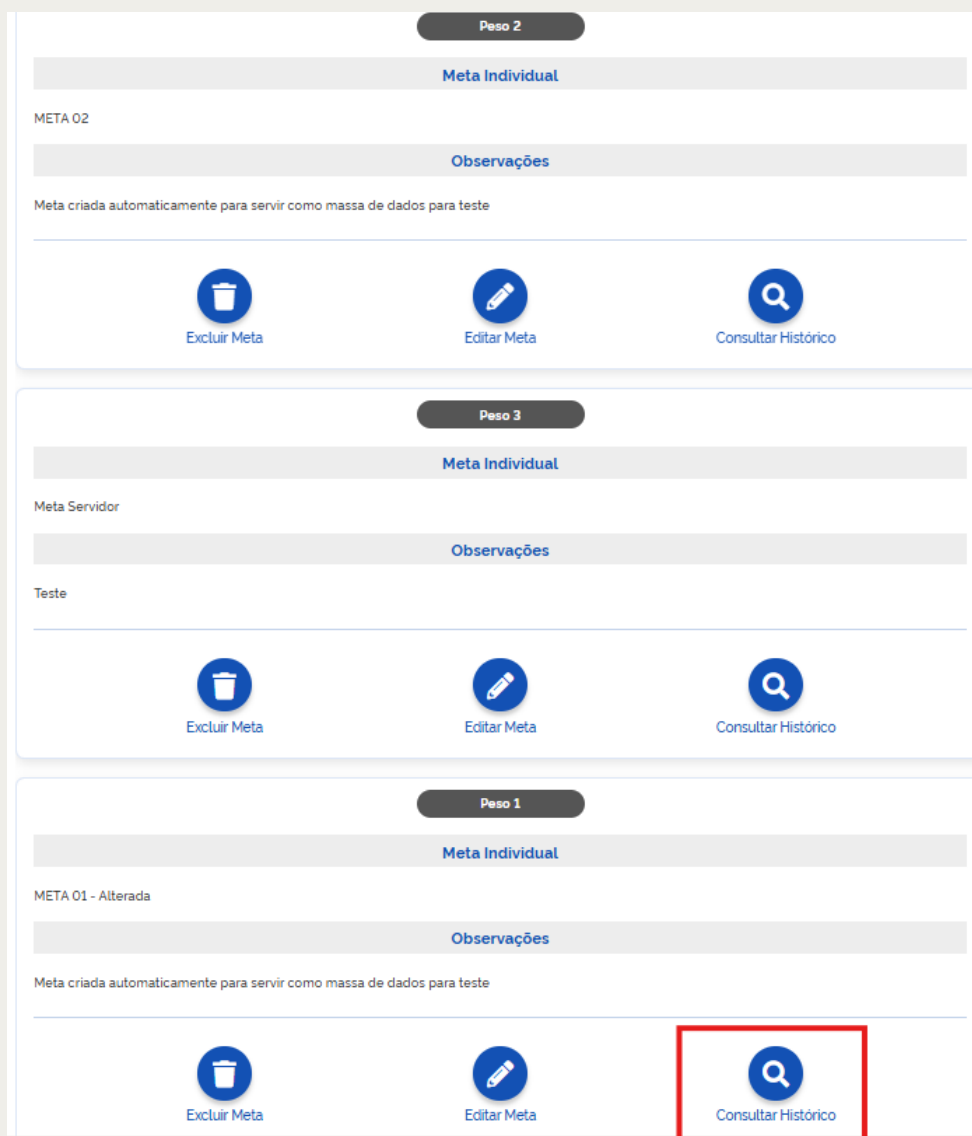 Peso 2
Meta Individual
META 02
Observações
Meta criada automaticamente para servir como massa de dados para teste
Excluir Meta Editar Meta Consultar Histórico
Peso 3
Meta Individual
Meta Servidor
Observações
Teste
Excluir Meta Editar Meta Consultar Histórico
Peso 1
Meta Individual
META 01 - Alterada
Observações
Meta criada automaticamente para servir como massa de dados para teste
Excluir Meta Editar Meta Consultar Histórico